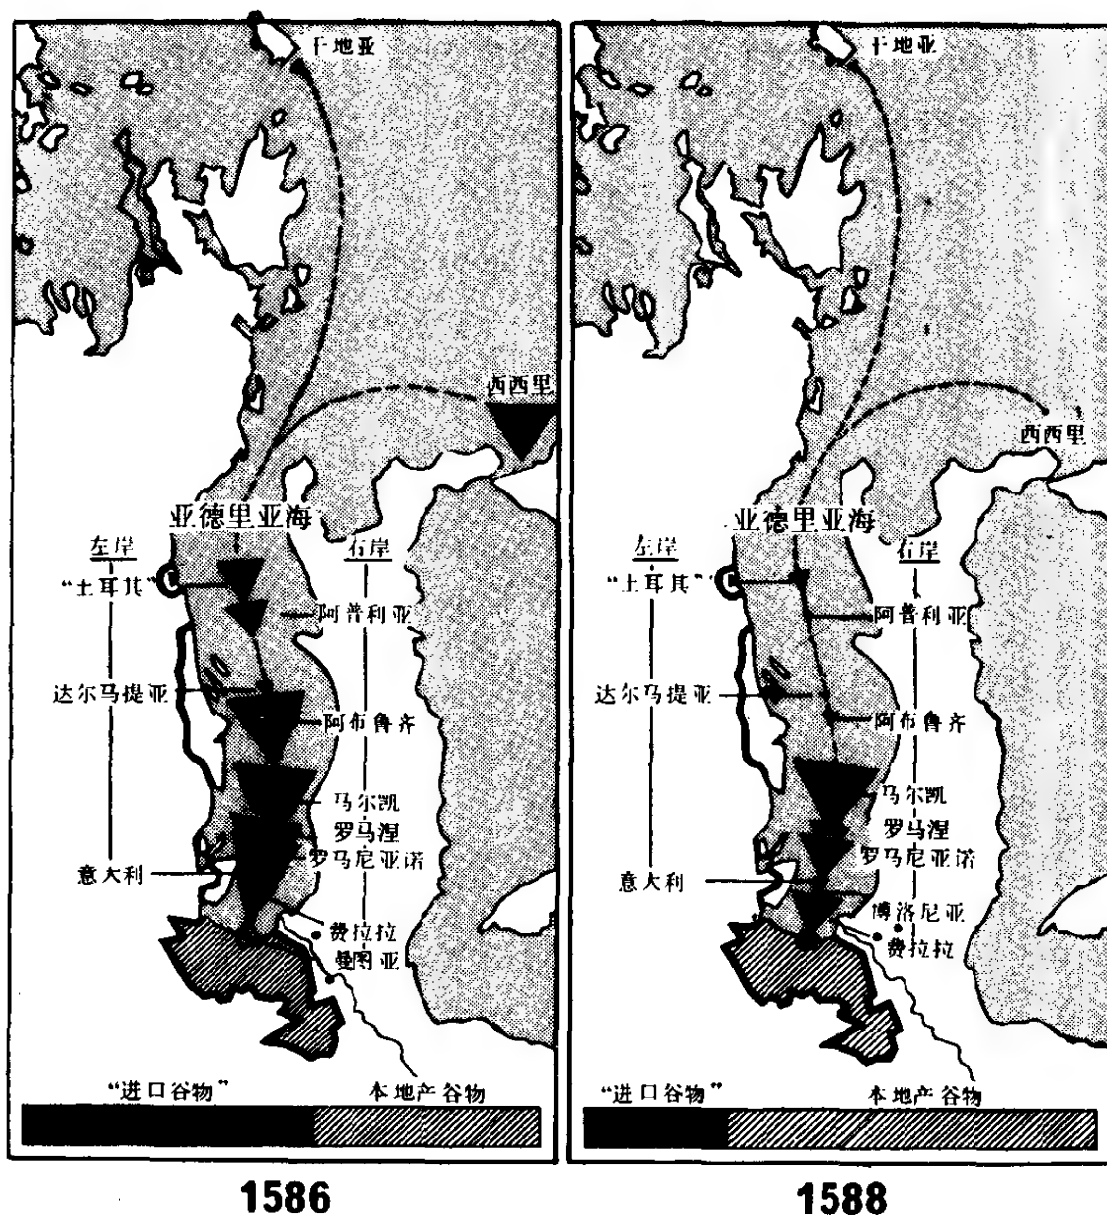 干地亚
西西里
亚德里亚海
左岸
右岸
“土耳其”
阿普利亚
达尔马提亚
阿布鲁齐
马尔凯
罗马涅
罗马尼亚诺
意大利
费拉拉
曼图亚
“进口谷物”
本地产谷物
1586
干地亚
西西里
亚德里亚海
左岸
右岸
“土耳其”
阿普利亚
达尔马提亚
阿布鲁齐
马尔凯
罗马涅
罗马尼亚诺
意大利
博洛尼亚
费拉拉
“进口谷物”
本地产谷物
1588